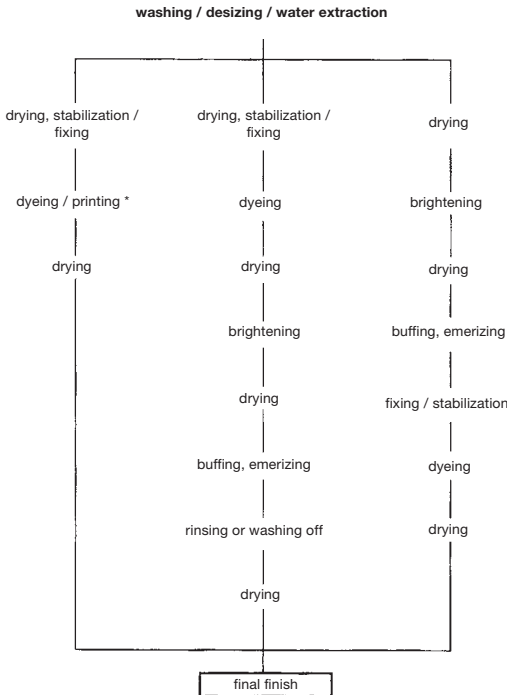 washing / desizing / water extraction
drying, stabilization /
fixing
dyeing / printing *
drying
drying, stabilization /
fixing
dyeing
drying
brightening
drying
buffing, emerizing
rinsing or washing off
drying
drying
brightening
drying
buffing, emerizing
fixing / stabilization
dyeing
drying
final finish